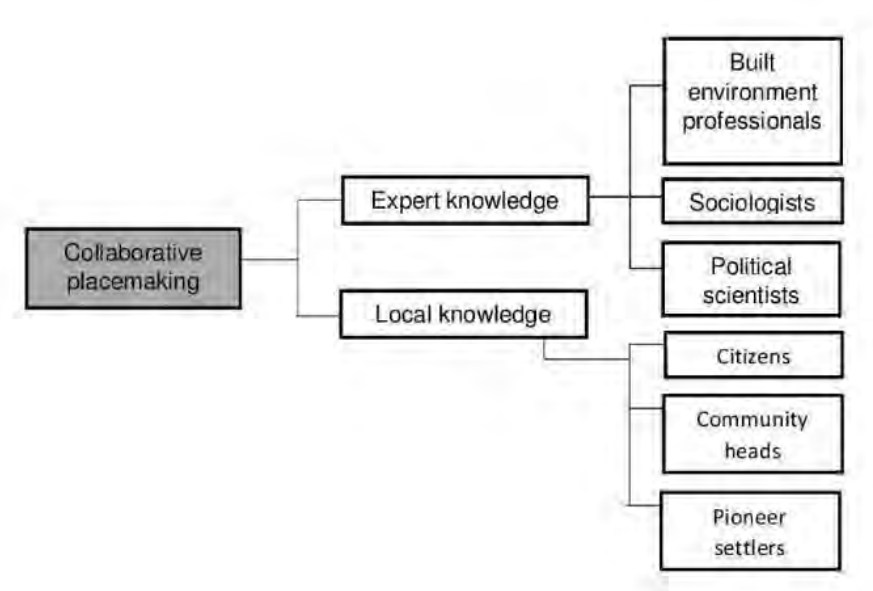 Built
environment
professionals
Expert knowledge
Sociologists
Collaborative
placemaking
Political
scientists
Local knowledge
Citizens
Community
heads
Pioneer
settlers